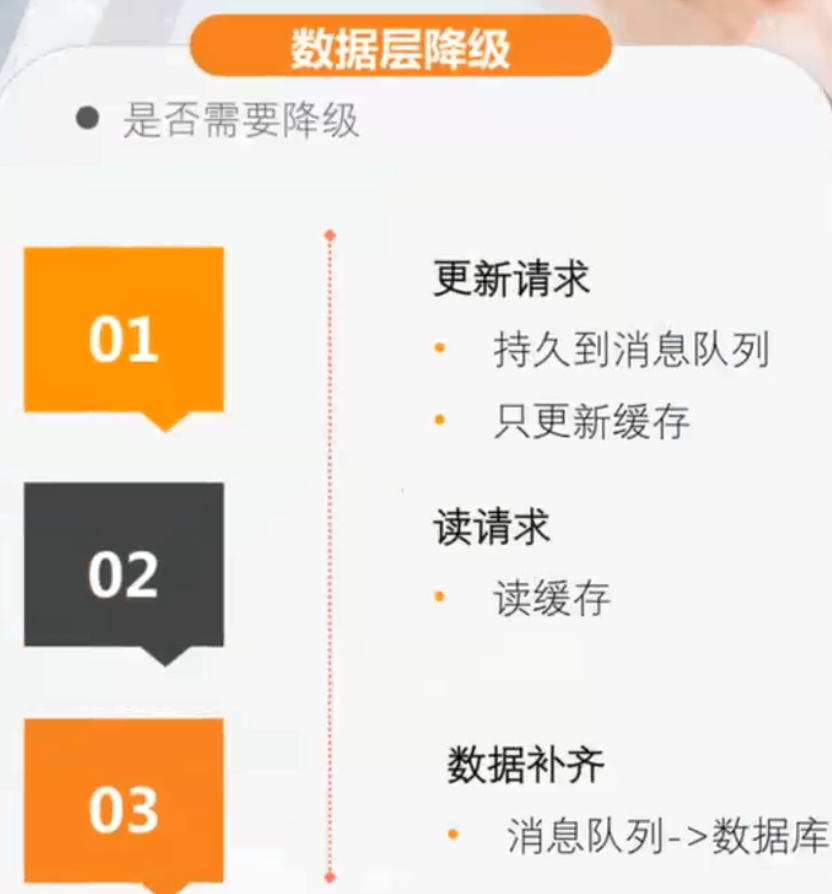 数据层降级
是否需要降级
01
更新请求
持久到消息队列
只更新缓存
02
读请求
读缓存
03
数据补齐
消息队列->数据库